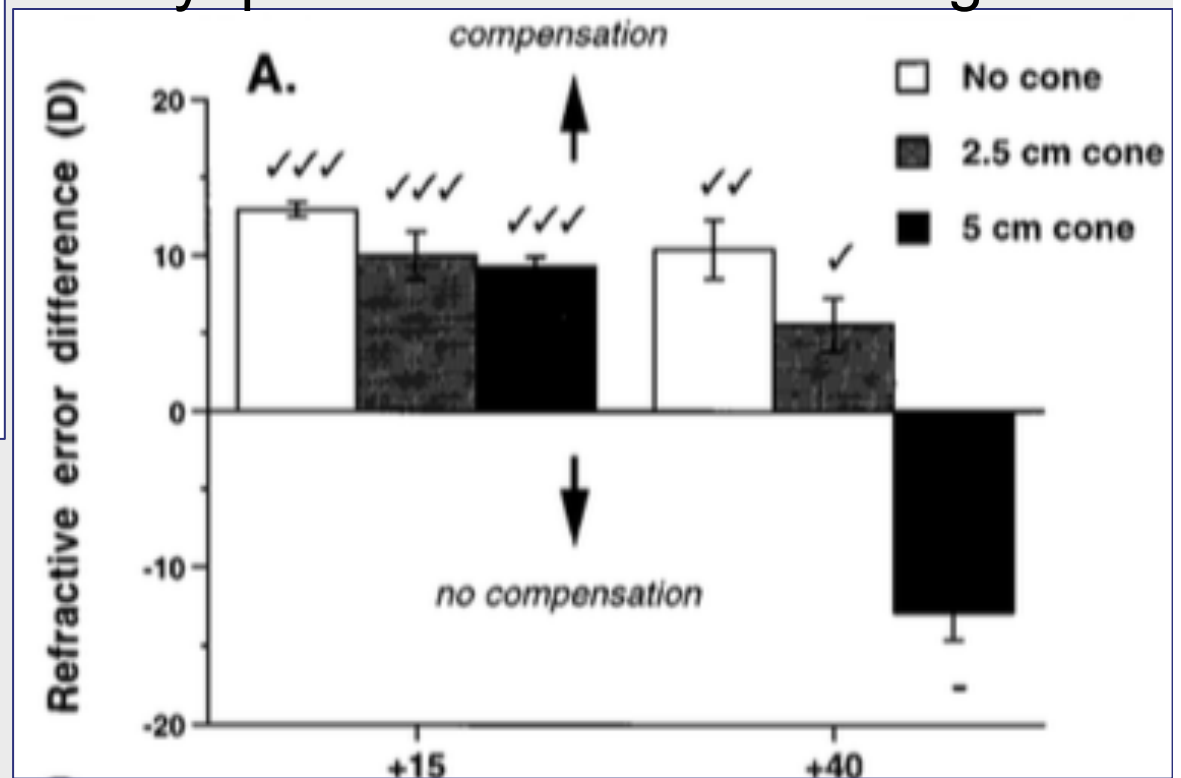 compensation
A.
No cone
2.5 cm cone
5 cm cone
Refractive error difference (D)
20
✓✓✓
✓✓✓
✓✓✓
✓✓
✓
10
0
-10
no compensation
-
-20
+15
+40